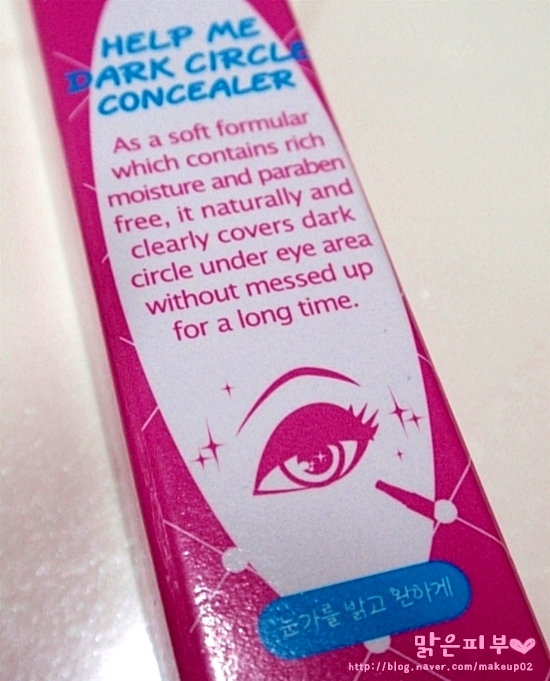 HELP ME
DARK CIRCLE
CONCEALER
As a soft formular
which contains rich
moisture and paraben
free, it naturally and
clearly covers dark
circle under eye area
without messed up
for a long time.
눈가를 밝고 환하게
맑은피부
http://blog.naver.com/makeup02